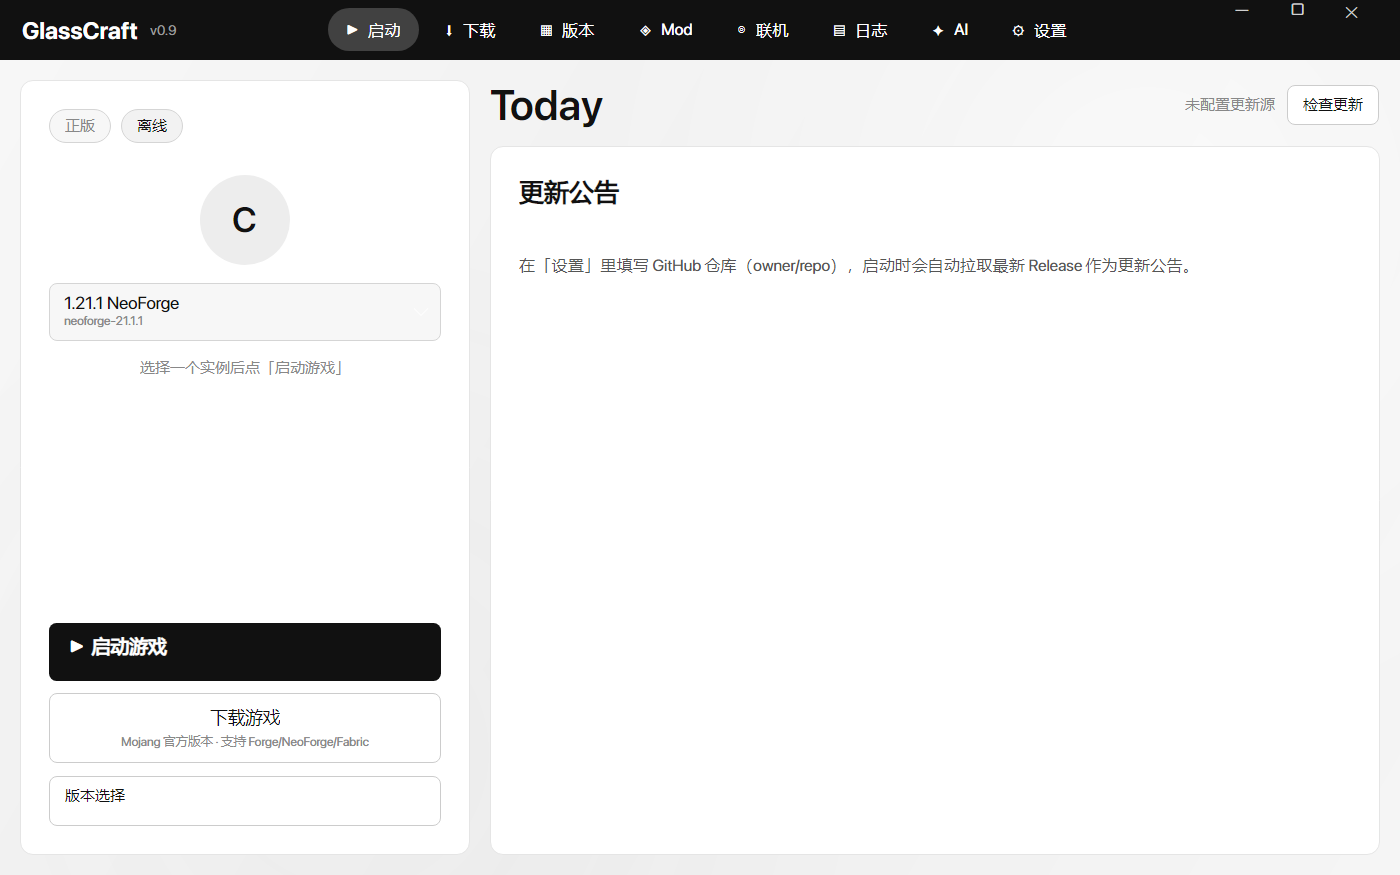 GlassCraft v0.9
启动 下载 版本 Mod 联机 日志 AI 设置
正版 离线
C
1.21.1 NeoForge
neoforge-21.1.1
选择一个实例后点「启动游戏」
启动游戏
下载游戏
Mojang 官方版本 · 支持 Forge/NeoForge/Fabric
版本选择
Today
未配置更新源 检查更新
更新公告
在「设置」里填写 GitHub 仓库（owner/repo），启动时会自动拉取最新 Release 作为更新公告。